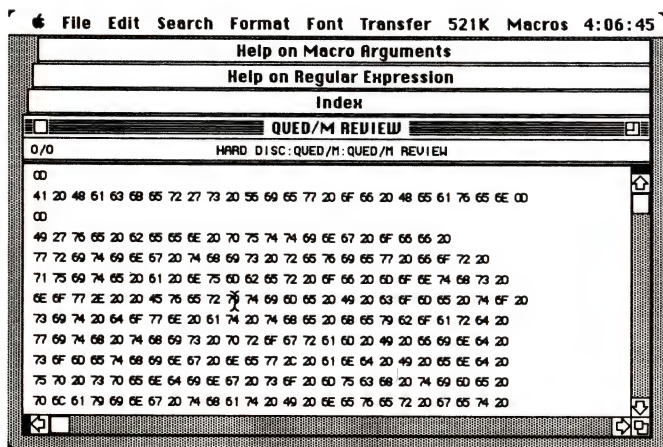 File Edit Search Format Font Transfer 521K Macros 4:06:45
Help on Macro Arguments
Help on Regular Expression
Index
QUED/M REVIEW
0/0 HARD DISC:QUED/M:QUED/M REVIEW
0D
41 20 48 61 63 6B 65 72 27 73 20 56 69 65 77 20 6F 66 20 48 65 61 76 65 6E 0D
0D
49 27 76 65 20 62 65 65 6E 20 70 75 74 74 69 6E 67 20 6F 66 66 20
77 72 69 74 69 6E 67 20 74 68 69 73 20 72 65 76 69 65 77 20 66 6F 72 20
71 75 69 74 65 20 61 20 6E 75 6D 62 65 72 20 6F 66 20 6D 6F 6E 74 68 73 20
6E 6F 77 2E 20 20 45 76 65 72 79 74 69 6D 65 20 49 20 63 6F 6D 65 20 74 6F 20
73 69 74 20 64 6F 77 6E 20 61 74 20 74 68 65 20 6B 65 79 62 6F 61 72 64 20
77 69 74 68 20 74 68 69 73 20 70 72 6F 67 72 61 6D 20 49 20 66 69 6E 64 20
73 6F 6D 65 74 68 69 6E 67 20 6E 65 77 2C 20 61 6E 64 20 49 20 65 6E 64 20
75 70 20 73 70 65 6E 64 69 6E 67 20 73 6F 20 6D 75 63 68 20 74 69 6D 65 20
70 6C 61 79 69 6E 67 20 74 68 61 74 20 49 20 6E 65 76 65 72 20 67 65 74 20